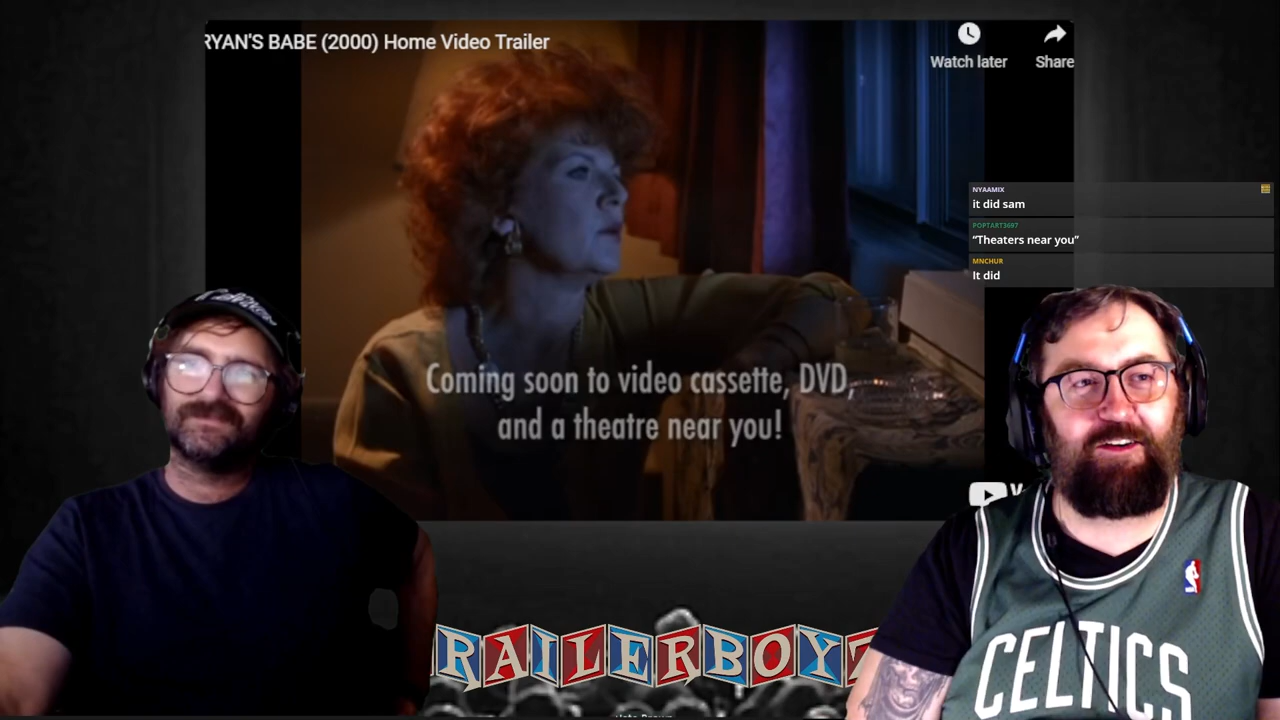 RYAN'S BABE (2000) Home Video Trailer
Watch later
Share
NYAAMIX
it did sam
POPTART3697
“Theaters near you”
MNCHUR
It did
Coming soon to video cassette, DVD,
and a theatre near you!
RAILERBOYZ
CELTICS